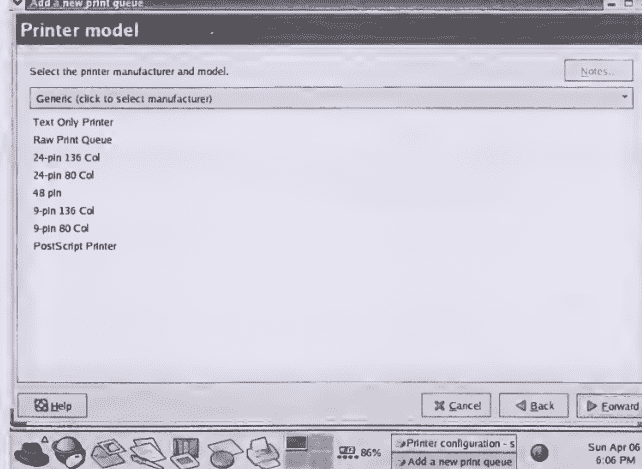 Add a new print queue
Printer model
Select the printer manufacturer and model.
Notes...
Generic (click to select manufacturer)
Text Only Printer
Raw Print Queue
24-pin 136 Col
24-pin 80 Col
48 pin
9-pin 136 Col
9-pin 80 Col
PostScript Printer
Help
Cancel
Back
Forward
86%
Printer configuration - s
Add a new print queue
Sun Apr 06
6:06 PM